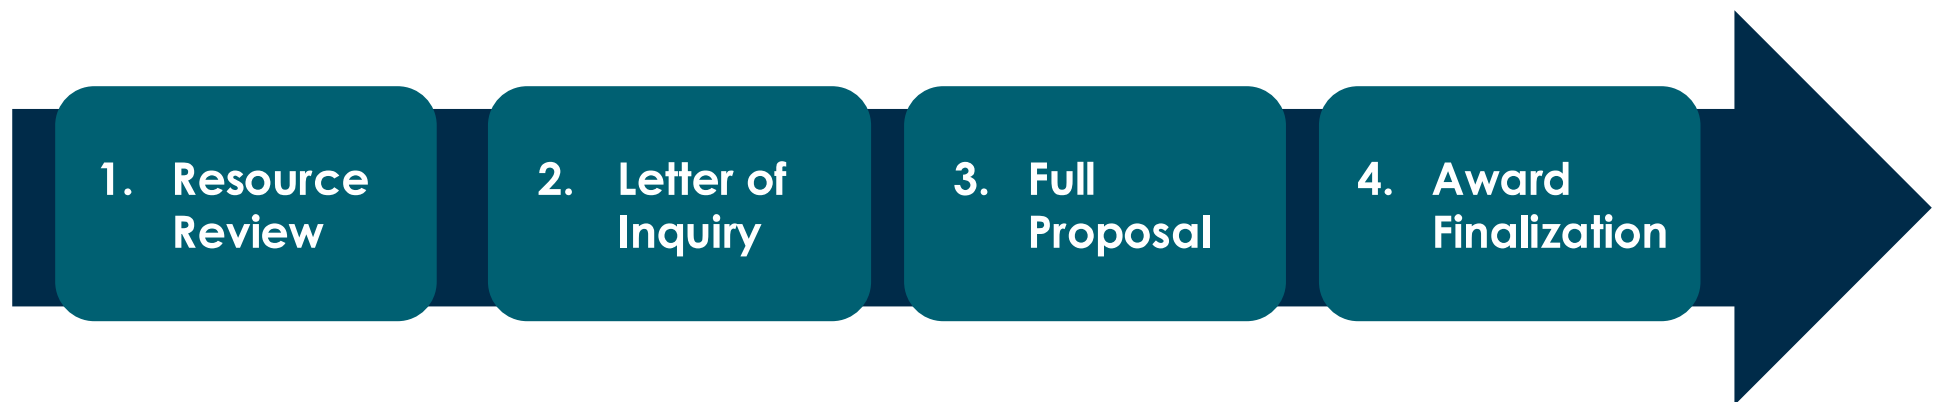 1. Resource
Review
2. Letter of
Inquiry
3. Full
Proposal
4. Award
Finalization